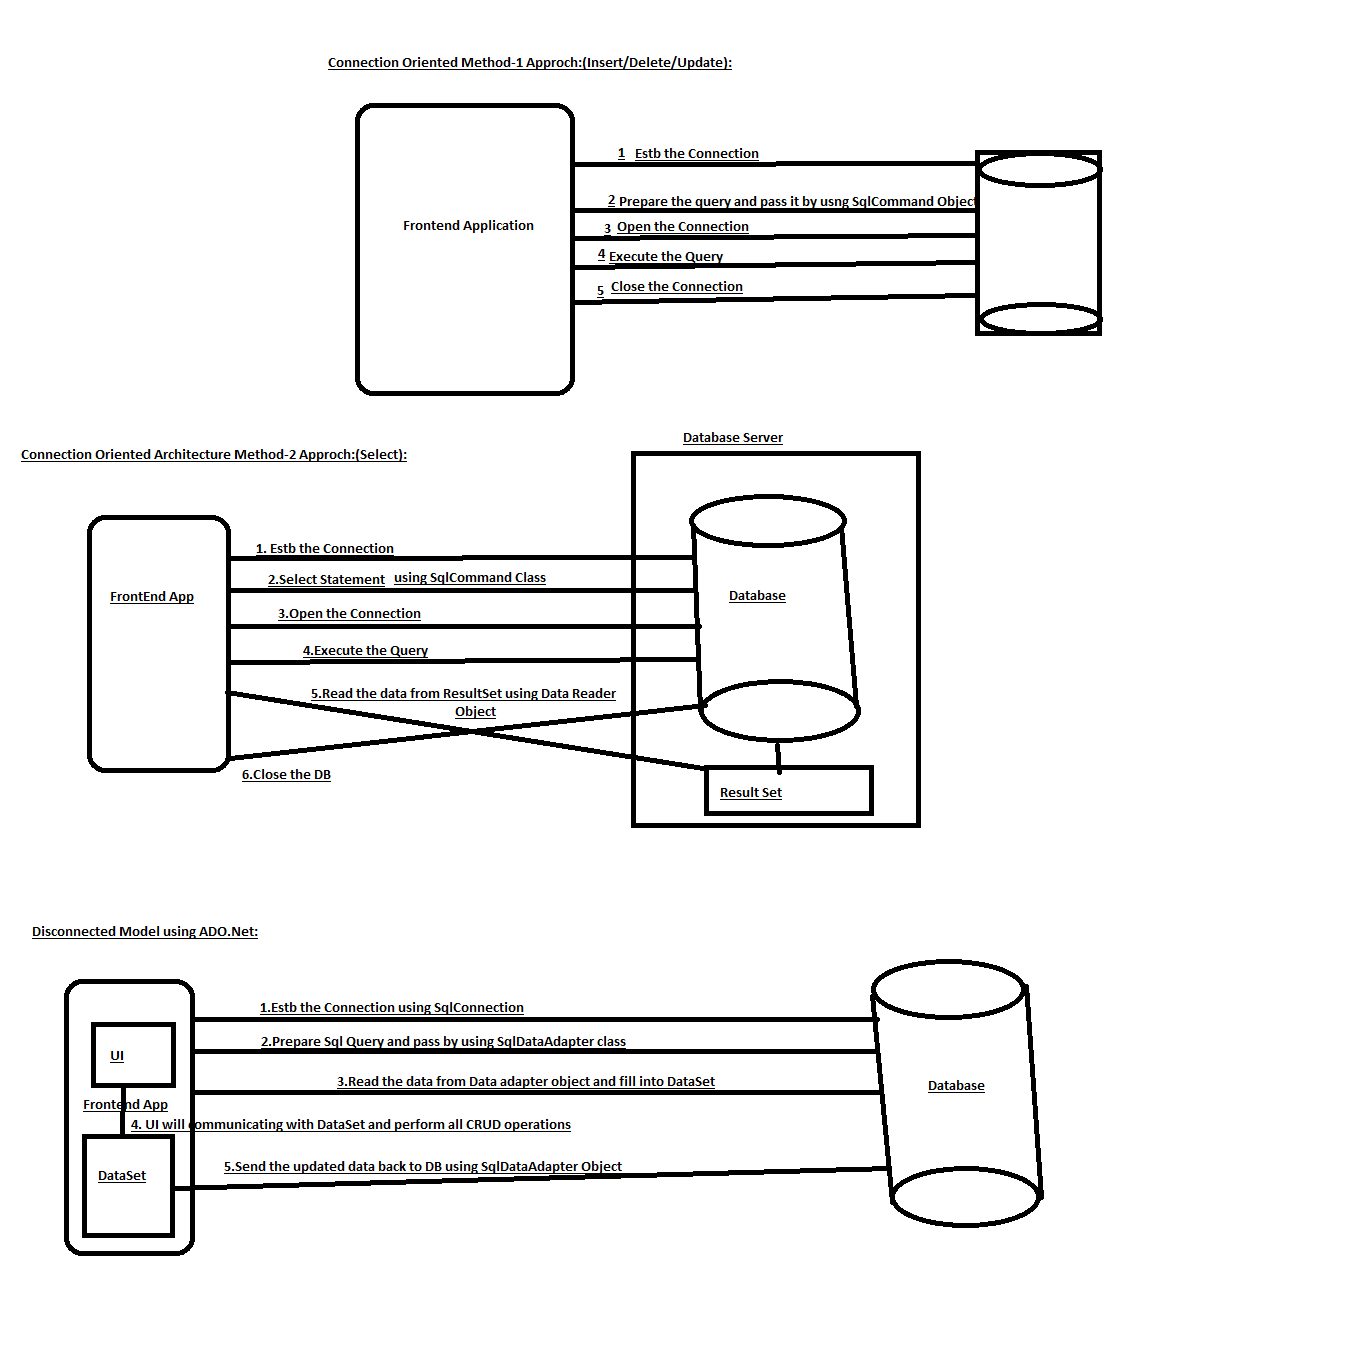 Connection Oriented Method-1 Approch:(Insert/Delete/Update):
1 Estb the Connection
2 Prepare the query and pass it by usng SqlCommand Object
Frontend Application
3 Open the Connection
4 Execute the Query
5 Close the Connection
Database Server
Connection Oriented Architecture Method-2 Approch:(Select):
1. Estb the Connection
2.Select Statement using SqlCommand Class
FrontEnd App
Database
3.Open the Connection
4.Execute the Query
5.Read the data from ResultSet using Data Reader
Object
6.Close the DB
Result Set
Disconnected Model using ADO.Net:
1.Estb the Connection using SqlConnection
2.Prepare Sql Query and pass by using SqlDataAdapter class
UI
3.Read the data from Data adapter object and fill into DataSet
Database
Frontend App
4. UI will communicating with DataSet and perform all CRUD operations
5.Send the updated data back to DB using SqlDataAdapter Object
DataSet